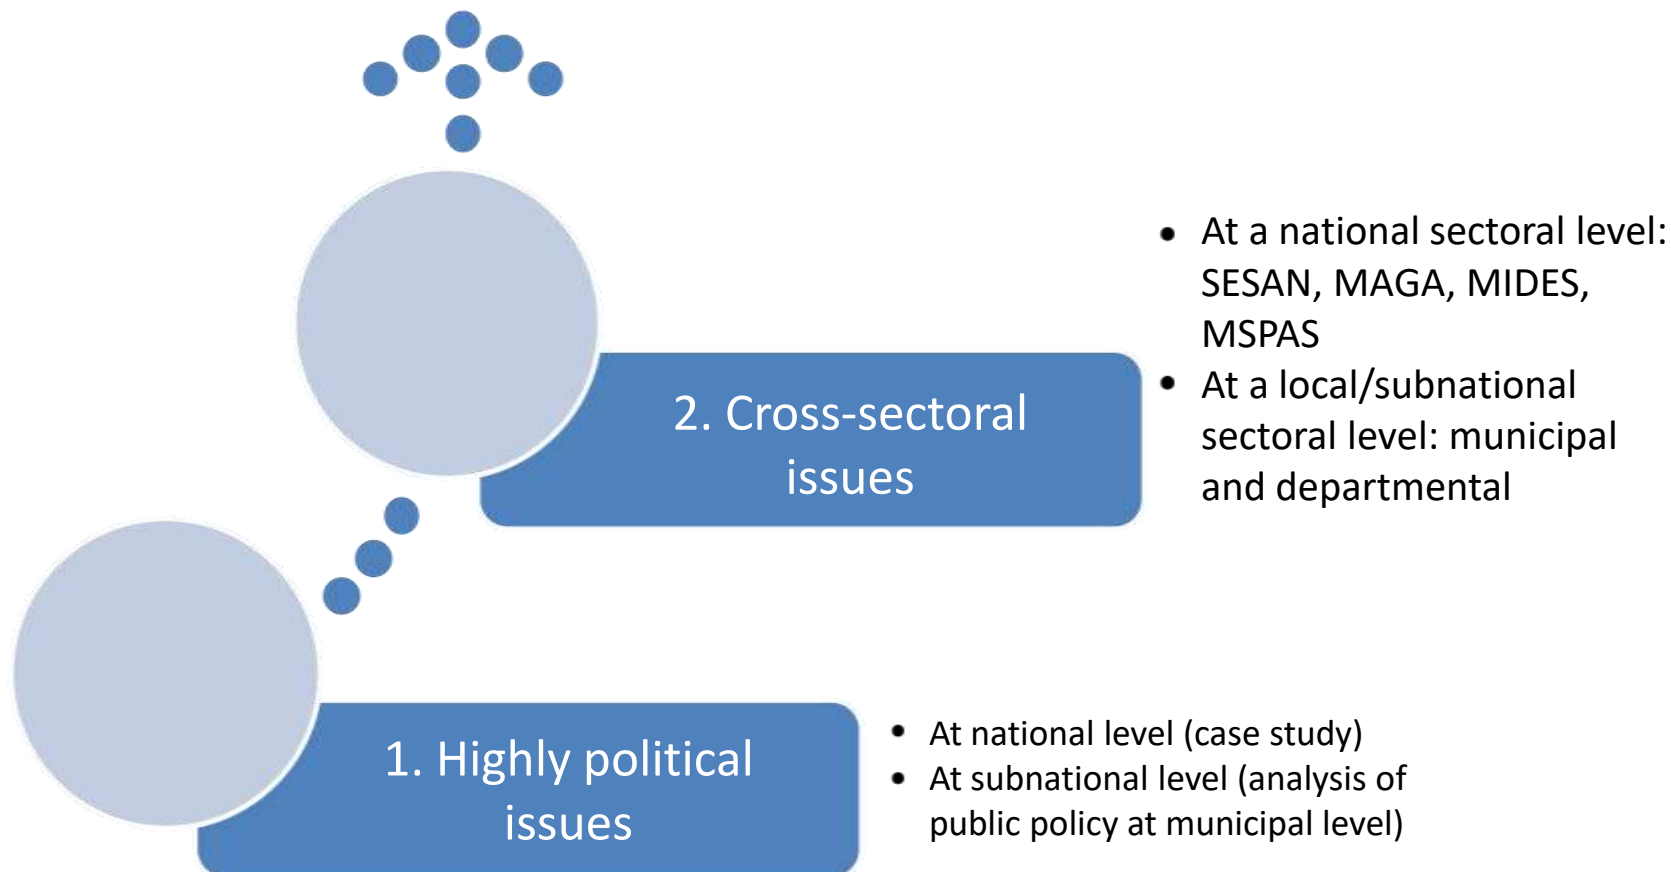 • At a national sectoral level:
SESAN, MAGA, MIDES,
MSPAS
• At a local/subnational
sectoral level: municipal
and departmental
2. Cross-sectoral
issues
1. Highly political
issues
• At national level (case study)
• At subnational level (analysis of
public policy at municipal level)